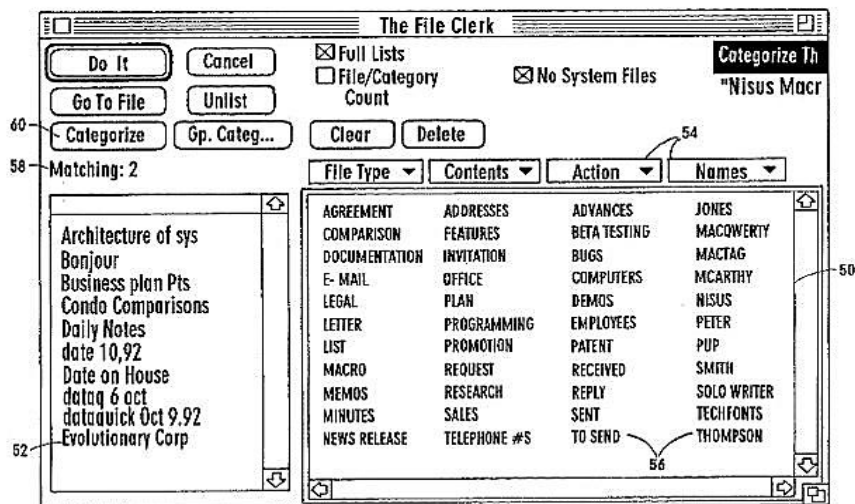 The File Clerk
Do It
Cancel
Full Lists
File/Category
Count
No System Files
Categorize Th
"Nisus Macr
Go To File
Unlist
60
Categorize
Gp. Categ...
Clear
Delete
54
58
Matching: 2
File Type
Contents
Action
Names
Architecture of sys
Bonjour
Business plan Pts
Condo Comparisons
Daily Notes
date 10,92
Date on House
dataq 6 oct
dataquick Oct 9.92
Evolutionary Corp
52
AGREEMENT ADDRESSES ADVANCES JONES
COMPARISON FEATURES BETA TESTING MACQWERTY
DOCUMENTATION INVITATION BUGS MACTAG
E- MAIL OFFICE COMPUTERS MCARTHY
LEGAL PLAN DEMOS NISUS
LETTER PROGRAMMING EMPLOYEES PETER
LIST PROMOTION PATENT PUP
MACRO REQUEST RECEIVED SMITH
MEMOS RESEARCH REPLY SOLO WRITER
MINUTES SALES SENT TECHFONTS
NEWS RELEASE TELEPHONE #S TO SEND THOMPSON
50
56